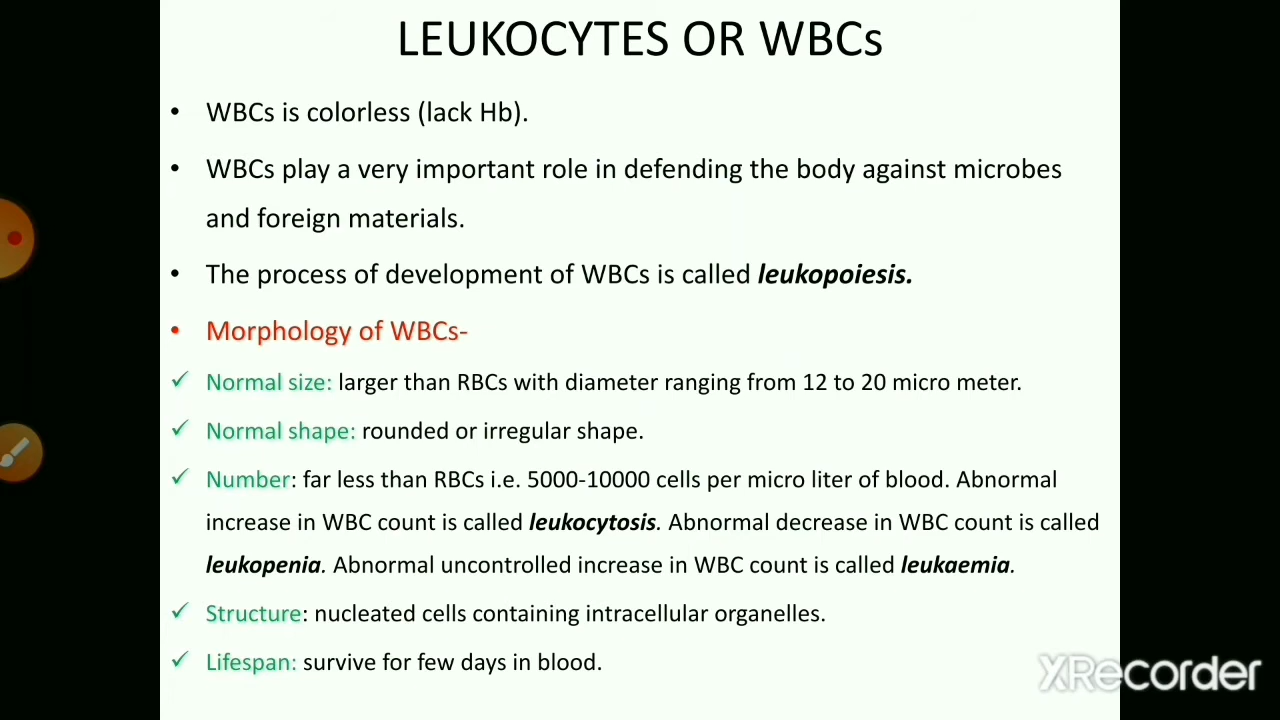 LEUKOCYTES OR WBCs
• WBCs is colorless (lack Hb).
• WBCs play a very important role in defending the body against microbes
and foreign materials.
• The process of development of WBCs is called leukopoiesis.
• Morphology of WBCs-
✓ Normal size: larger than RBCs with diameter ranging from 12 to 20 micro meter.
✓ Normal shape: rounded or irregular shape.
✓ Number: far less than RBCs i.e. 5000-10000 cells per micro liter of blood. Abnormal
increase in WBC count is called leukocytosis. Abnormal decrease in WBC count is called
leukopenia. Abnormal uncontrolled increase in WBC count is called leukaemia.
✓ Structure: nucleated cells containing intracellular organelles.
✓ Lifespan: survive for few days in blood.
XRecorder